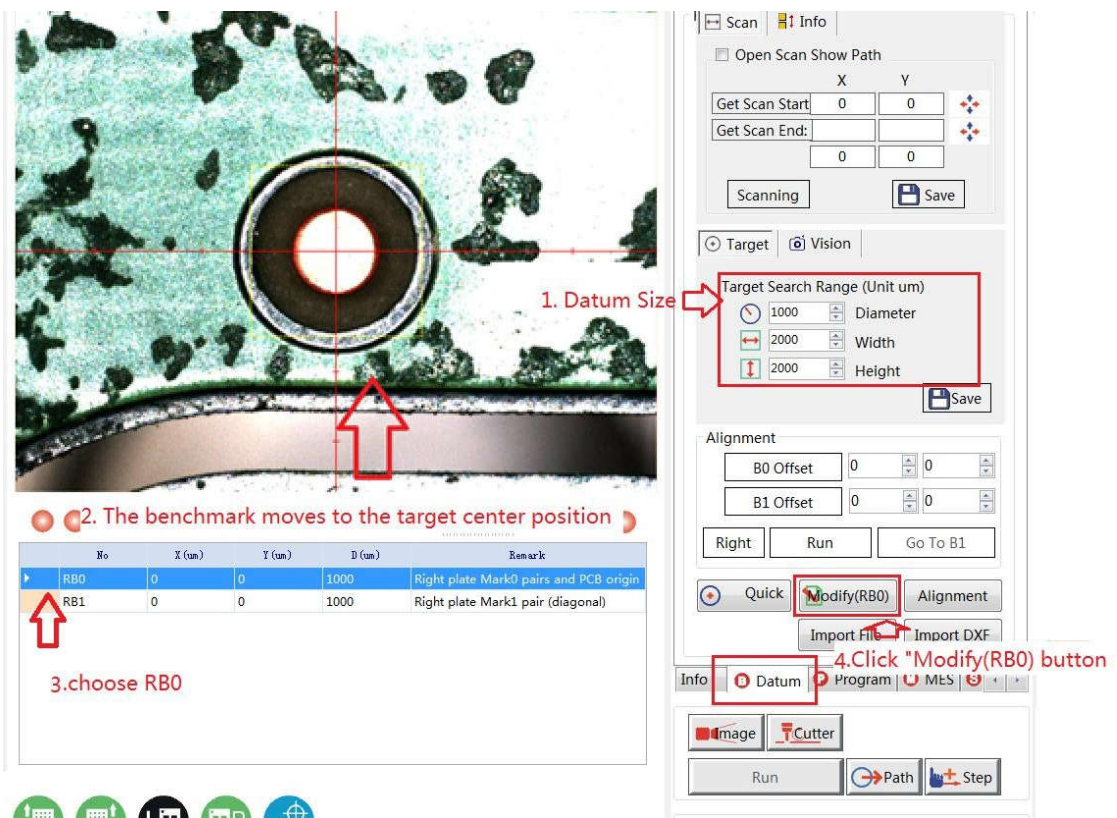 Scan
Info
Open Scan Show Path
X Y
Get Scan Start 0 0
Get Scan End:
0 0
Scanning
Save
Target
Vision
1. Datum Size
Target Search Range (Unit um)
1000 Diameter
2000 Width
2000 Height
Save
Alignment
B0 Offset 0 0
B1 Offset 0 0
Right Run Go To B1
Quick Modify(RB0) Alignment
Import File Import DXF
4.Click "Modify(RB0) button
2. The benchmark moves to the target center position
No X(um) Y(um) D(um) Remark
RB0 0 0 1000 Right plate Mark0 pairs and PCB origin
RB1 0 0 1000 Right plate Mark1 pair (diagonal)
3.choose RB0
Info Datum Program MES
Image Cutter
Run Path Step